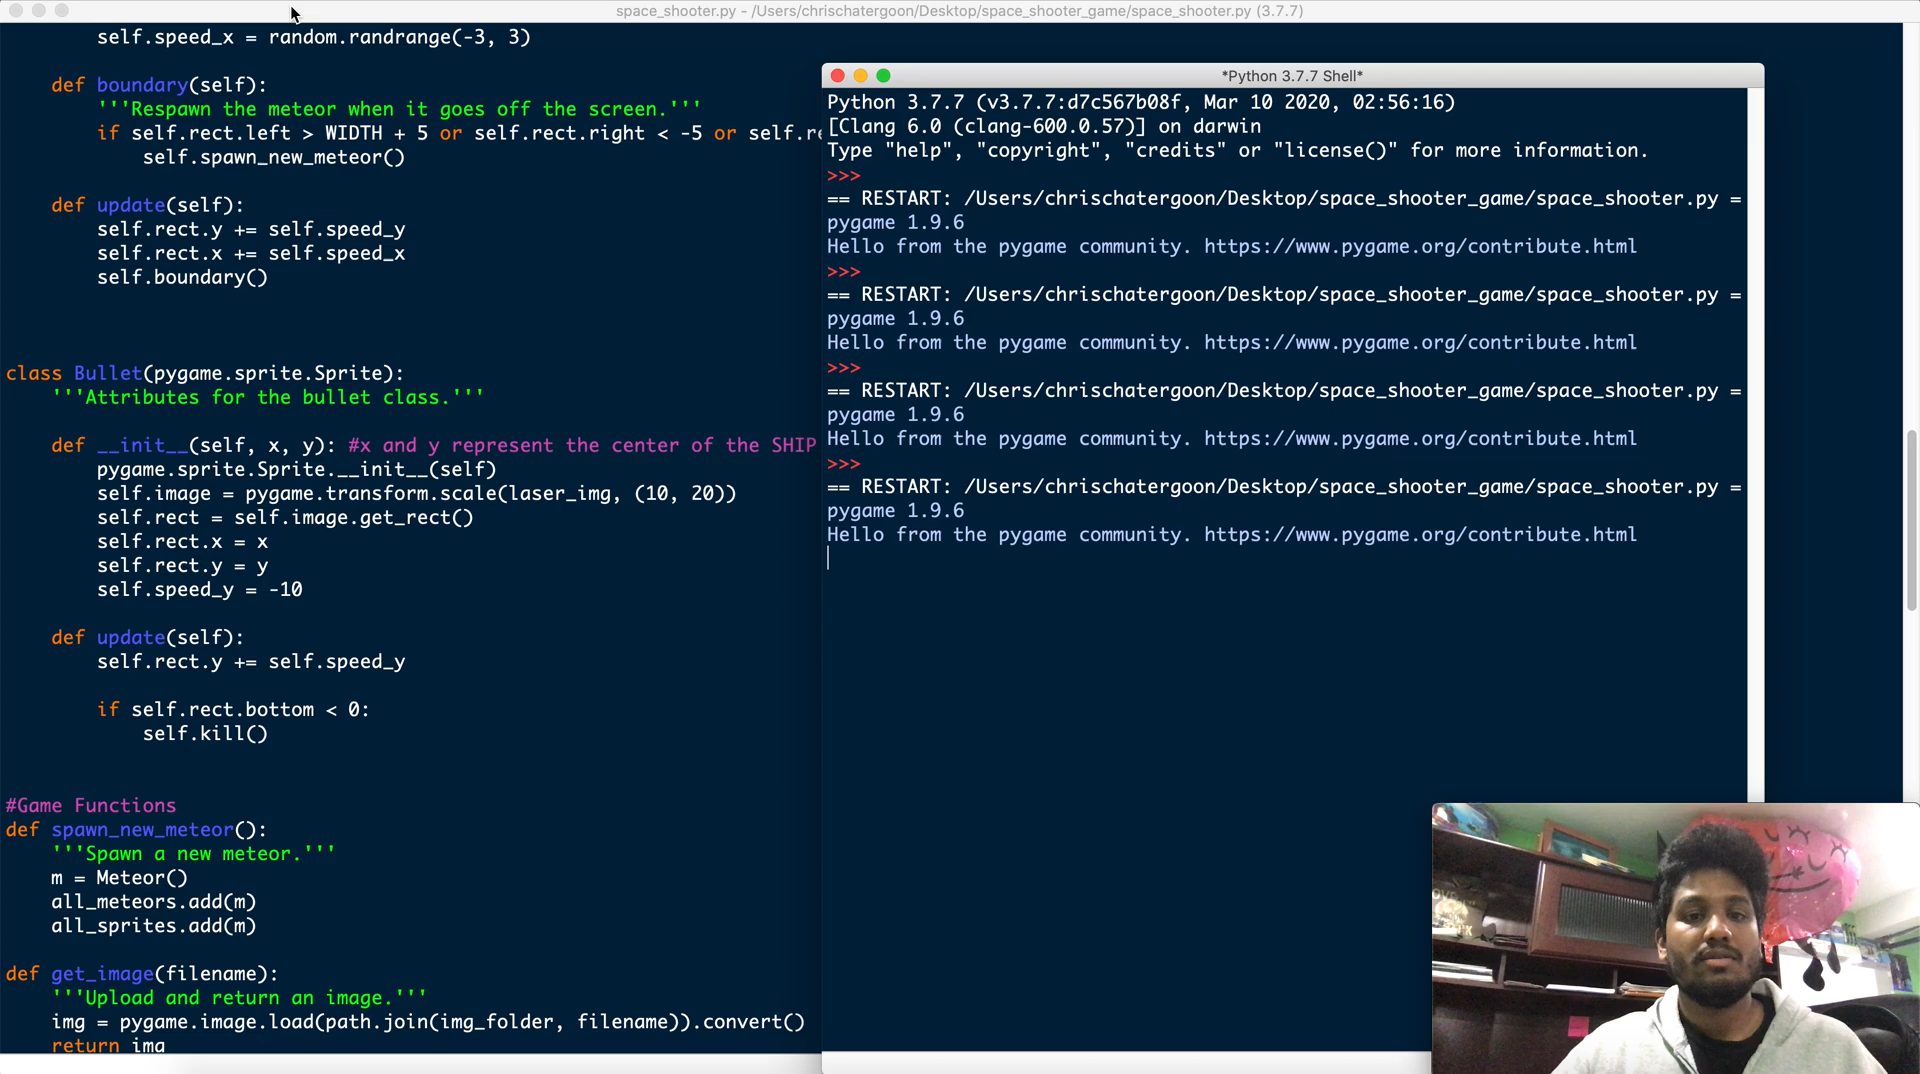 space_shooter.py - /Users/chrischatergoon/Desktop/space_shooter_game/space_shooter.py (3.7.7)
self.speed_x = random.randrange(-3, 3)
def boundary(self):
'''Respawn the meteor when it goes off the screen.'''
if self.rect.left > WIDTH + 5 or self.rect.right < -5 or self.re
self.spawn_new_meteor()
def update(self):
self.rect.y += self.speed_y
self.rect.x += self.speed_x
self.boundary()
class Bullet(pygame.sprite.Sprite):
'''Attributes for the bullet class.'''
def __init__(self, x, y): #x and y represent the center of the SHIP
pygame.sprite.Sprite.__init__(self)
self.image = pygame.transform.scale(laser_img, (10, 20))
self.rect = self.image.get_rect()
self.rect.x = x
self.rect.y = y
self.speed_y = -10
def update(self):
self.rect.y += self.speed_y
if self.rect.bottom < 0:
self.kill()
#Game Functions
def spawn_new_meteor():
'''Spawn a new meteor.'''
m = Meteor()
all_meteors.add(m)
all_sprites.add(m)
def get_image(filename):
'''Upload and return an image.'''
img = pygame.image.load(path.join(img_folder, filename)).convert()
return img
*Python 3.7.7 Shell*
Python 3.7.7 (v3.7.7:d7c567b08f, Mar 10 2020, 02:56:16)
[Clang 6.0 (clang-600.0.57)] on darwin
Type "help", "copyright", "credits" or "license()" for more information.
>>>
== RESTART: /Users/chrischatergoon/Desktop/space_shooter_game/space_shooter.py =
pygame 1.9.6
Hello from the pygame community. https://www.pygame.org/contribute.html
>>>
== RESTART: /Users/chrischatergoon/Desktop/space_shooter_game/space_shooter.py =
pygame 1.9.6
Hello from the pygame community. https://www.pygame.org/contribute.html
>>>
== RESTART: /Users/chrischatergoon/Desktop/space_shooter_game/space_shooter.py =
pygame 1.9.6
Hello from the pygame community. https://www.pygame.org/contribute.html
>>>
== RESTART: /Users/chrischatergoon/Desktop/space_shooter_game/space_shooter.py =
pygame 1.9.6
Hello from the pygame community. https://www.pygame.org/contribute.html